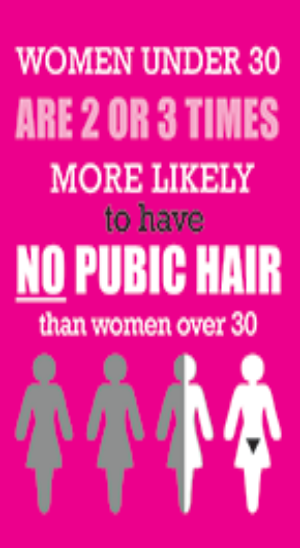 WOMEN UNDER 30
ARE 2 OR 3 TIMES
MORE LIKELY
to have
NO PUBIC HAIR
than women over 30